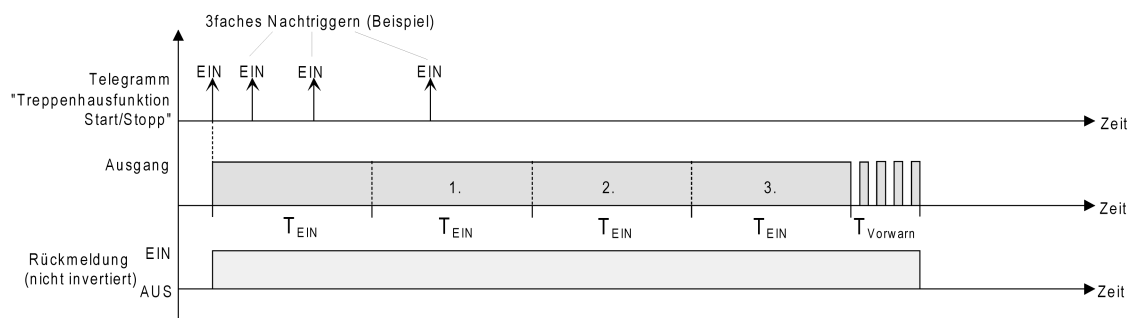 3faches Nachtriggern (Beispiel)
EIN EIN EIN EIN
Telegramm
"Treppenhausfunktion
Start/Stopp"
Zeit
Ausgang
1. 2. 3.
Zeit
TEIN TEIN TEIN TEIN TVorwarn
Rückmeldung
(nicht invertiert)
EIN
AUS
Zeit